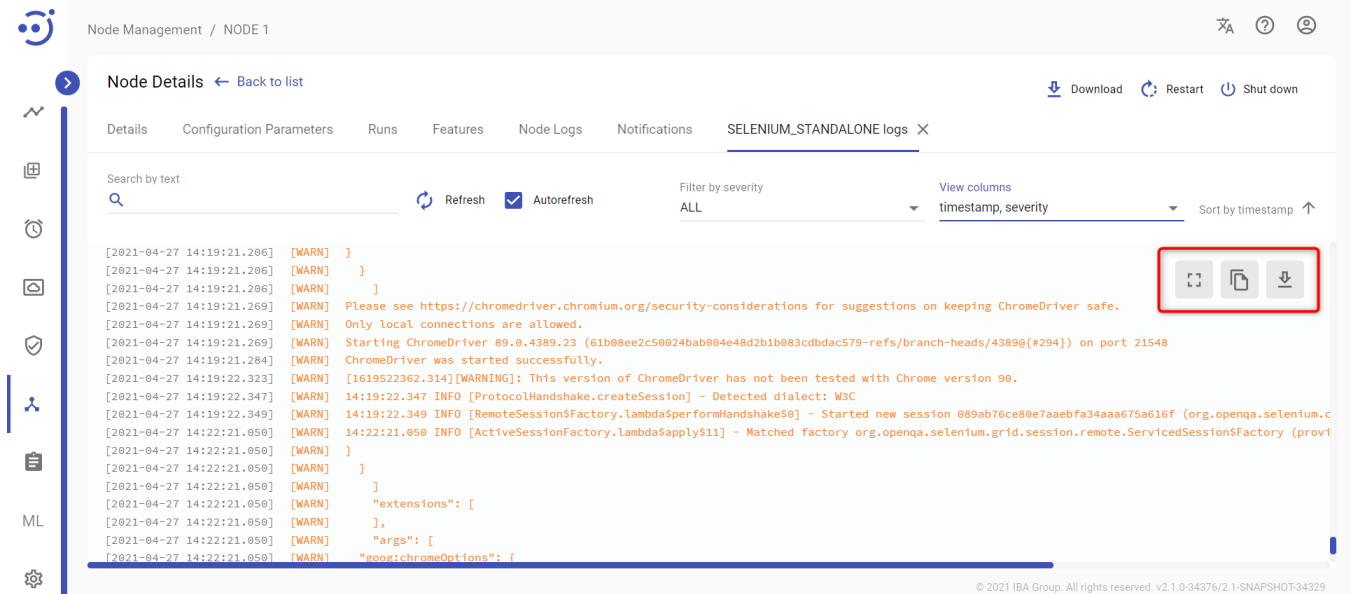 Node Management / NODE 1
Node Details ← Back to list
Download Restart Shut down
Details Configuration Parameters Runs Features Node Logs Notifications SELENIUM_STANDALONE logs
Search by text
Refresh Autorefresh
Filter by severity
ALL
View columns
timestamp, severity
Sort by timestamp
[2021-04-27 14:19:21.206] [WARN] }
[2021-04-27 14:19:21.206] [WARN] }
[2021-04-27 14:19:21.206] [WARN] ]
[2021-04-27 14:19:21.269] [WARN] Please see https://chromedriver.chromium.org/security-considerations for suggestions on keeping ChromeDriver safe.
[2021-04-27 14:19:21.269] [WARN] Only local connections are allowed.
[2021-04-27 14:19:21.269] [WARN] Starting ChromeDriver 89.0.4389.23 (61b08ee2c50024bab004e48d2b1b083cdbdac579-refs/branch-heads/4389@{#294}) on port 21548
[2021-04-27 14:19:21.284] [WARN] ChromeDriver was started successfully.
[2021-04-27 14:19:22.323] [WARN] [1619522362.314][WARNING]: This version of ChromeDriver has not been tested with Chrome version 90.
[2021-04-27 14:19:22.347] [WARN] 14:19:22.347 INFO [ProtocolHandshake.createSession] - Detected dialect: W3C
[2021-04-27 14:19:22.349] [WARN] 14:19:22.349 INFO [RemoteSession$Factory.lambda$performHandshake$0] - Started new session 089ab76ce80e7aaebfa34aaa675a616f (org.openqa.selenium.c
[2021-04-27 14:22:21.050] [WARN] 14:22:21.050 INFO [ActiveSessionFactory.lambda$apply$11] - Matched factory org.openqa.selenium.grid.session.remote.ServicedSession$Factory (provi
[2021-04-27 14:22:21.050] [WARN] }
[2021-04-27 14:22:21.050] [WARN] }
[2021-04-27 14:22:21.050] [WARN] ]
[2021-04-27 14:22:21.050] [WARN] "extensions": [
[2021-04-27 14:22:21.050] [WARN] ],
[2021-04-27 14:22:21.050] [WARN] "args": [
[2021-04-27 14:22:21.050] [WARN] "goog:chromeOptions": {
ML
© 2021 IBA Group. All rights reserved. v2.1.0-34376/2.1-SNAPSHOT-34329